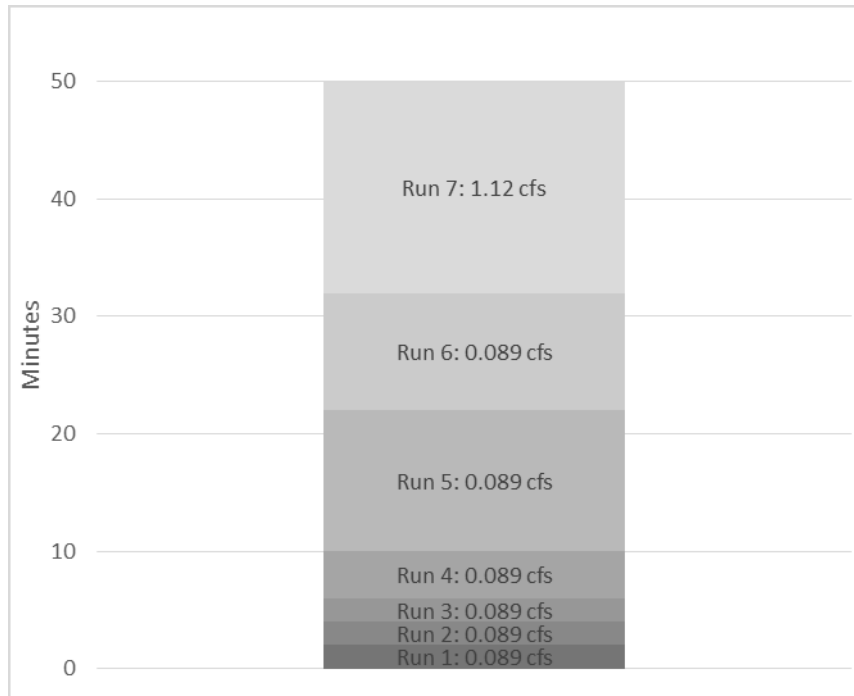 50
40
30
20
10
0
Minutes
Run 7: 1.12 cfs
Run 6: 0.089 cfs
Run 5: 0.089 cfs
Run 4: 0.089 cfs
Run 3: 0.089 cfs
Run 2: 0.089 cfs
Run 1: 0.089 cfs